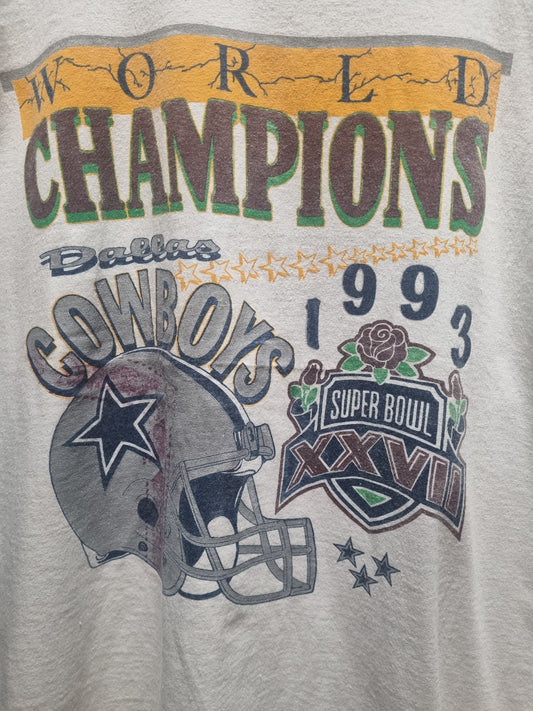 WORLD
CHAMPIONS
Dallas
COWBOYS
1993
SUPER BOWL
XXVII